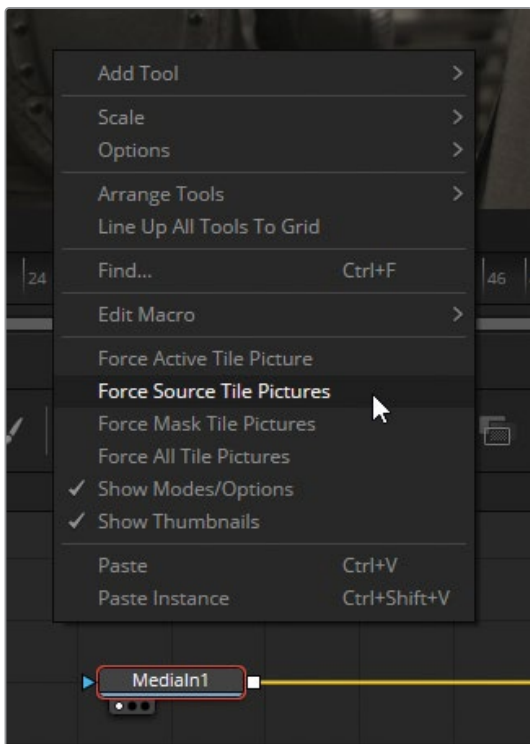 Add Tool
Scale
Options
Arrange Tools
Line Up All Tools To Grid
Find... Ctrl+F
24
46
Edit Macro
Force Active Tile Picture
Force Source Tile Pictures
Force Mask Tile Pictures
Force All Tile Pictures
Show Modes/Options
Show Thumbnails
Paste Ctrl+V
Paste Instance Ctrl+Shift+V
MediaIn1